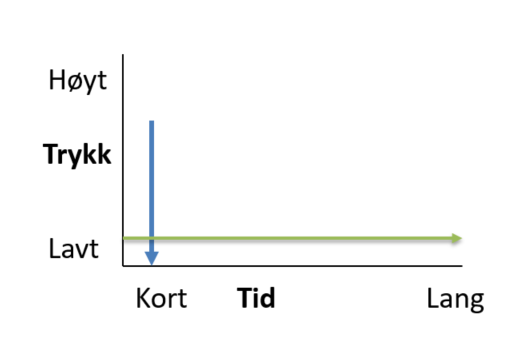 Høyt
Trykk
Lavt
Kort Tid Lang